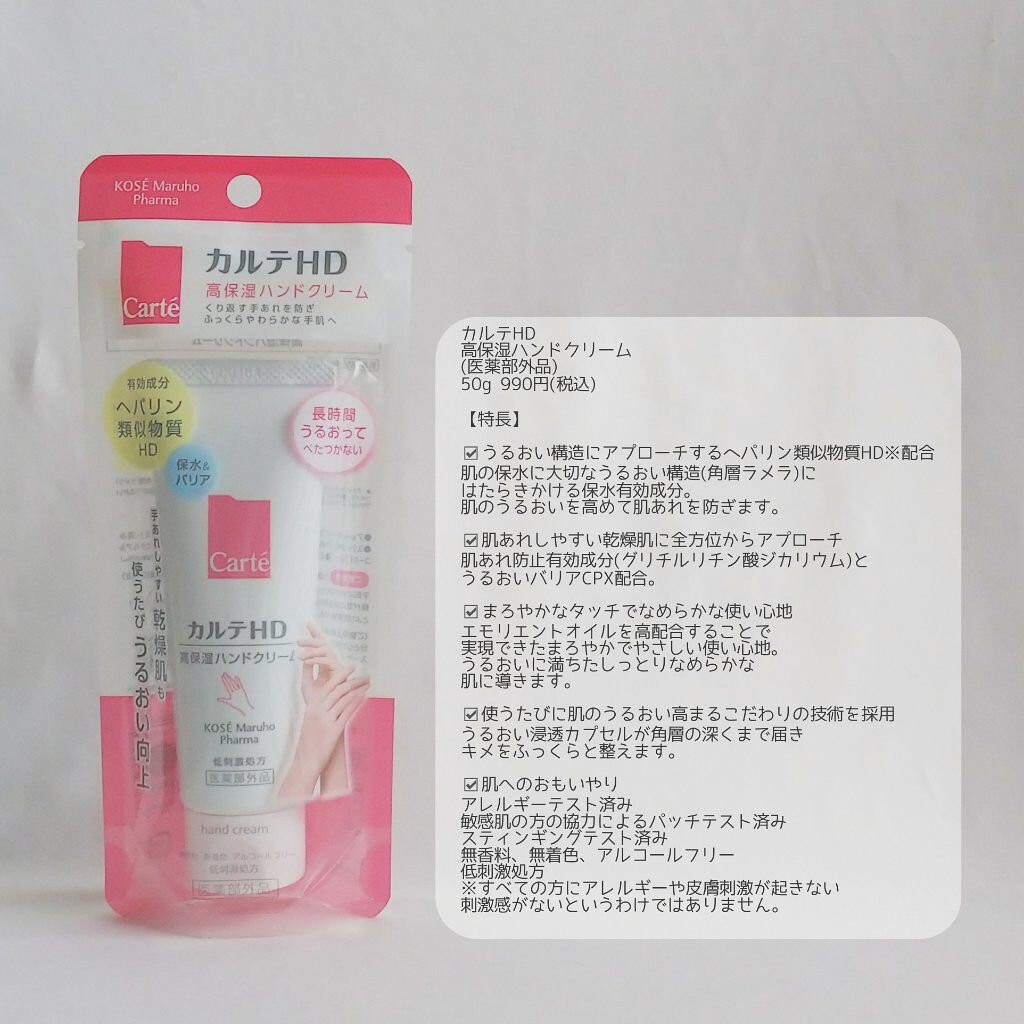 KOSÉ Maruho
Pharma
Carté
カルテHD
高保湿ハンドクリーム
くり返す手あれを防ぎ
ふっくらやわらかな手肌へ
有効成分
ヘパリン
類似物質
HD
保水&
バリア
長時間
うるおって
べたつかない
手あれしやすい乾燥肌も
使うたびうるおい向上
Carté
カルテHD
高保湿ハンドクリーム
KOSÉ Maruho
Pharma
低刺激処方
医薬部外品
hand cream
無着色・アルコールフリー
低刺激処方
医薬部外品
カルテHD
高保湿ハンドクリーム
(医薬部外品)
50g 990円(税込)
【特長】
☑うるおい構造にアプローチするヘパリン類似物質HD※配合
肌の保水に大切なうるおい構造(角層ラメラ)に
はたらきかける保水有効成分。
肌のうるおいを高めて肌あれを防ぎます。
☑肌あれしやすい乾燥肌に全方位からアプローチ
肌あれ防止有効成分(グリチルリチン酸ジカリウム)と
うるおいバリアCPX配合。
☑まろやかなタッチでなめらかな使い心地
エモリエントオイルを高配合することで
実現できたまろやかでやさしい使い心地。
うるおいに満ちたしっとりなめらかな
肌に導きます。
☑使うたびに肌のうるおい高まるこだわりの技術を採用
うるおい浸透カプセルが角層の深くまで届き
キメをふっくらと整えます。
☑肌へのおもいやり
アレルギーテスト済み
敏感肌の方の協力によるパッチテスト済み
スティンギングテスト済み
無香料、無着色、アルコールフリー
低刺激処方
※すべての方にアレルギーや皮膚刺激が起きない
刺激感がないというわけではありません。